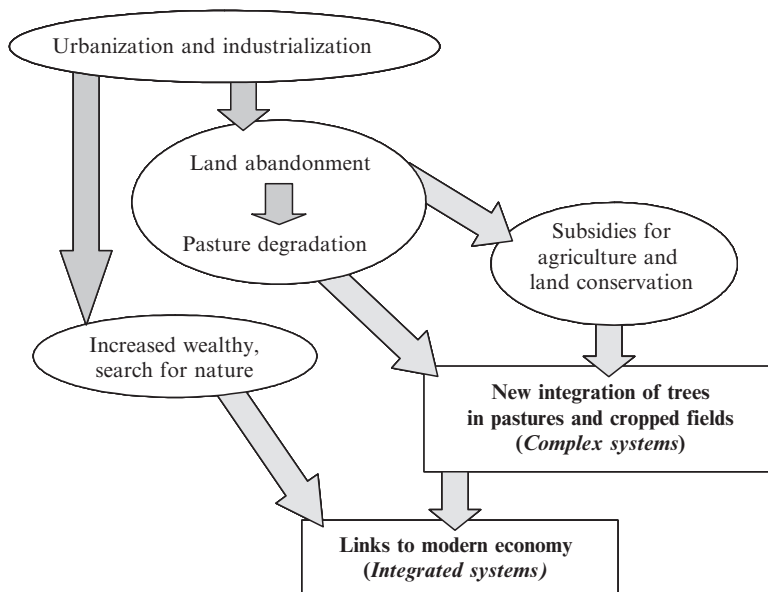 Urbanization and industrialization
Land abandonment
Pasture degradation
Subsidies for
agriculture and
land conservation
Increased wealthy,
search for nature
New integration of trees
in pastures and cropped fields
(Complex systems)
Links to modern economy
(Integrated systems)